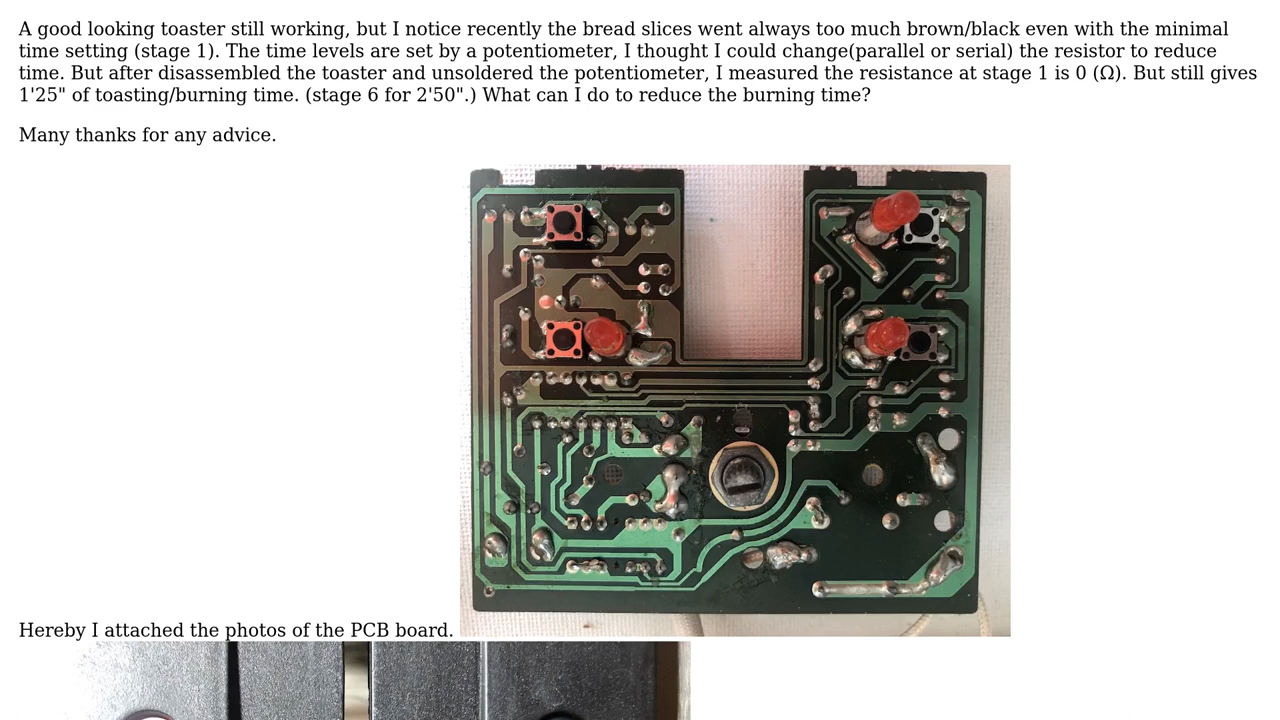 A good looking toaster still working, but I notice recently the bread slices went always too much brown/black even with the minimal
time setting (stage 1). The time levels are set by a potentiometer, I thought I could change(parallel or serial) the resistor to reduce
time. But after disassembled the toaster and unsoldered the potentiometer, I measured the resistance at stage 1 is 0 (Ω). But still gives
1'25" of toasting/burning time. (stage 6 for 2'50".) What can I do to reduce the burning time?
Many thanks for any advice.
Hereby I attached the photos of the PCB board.